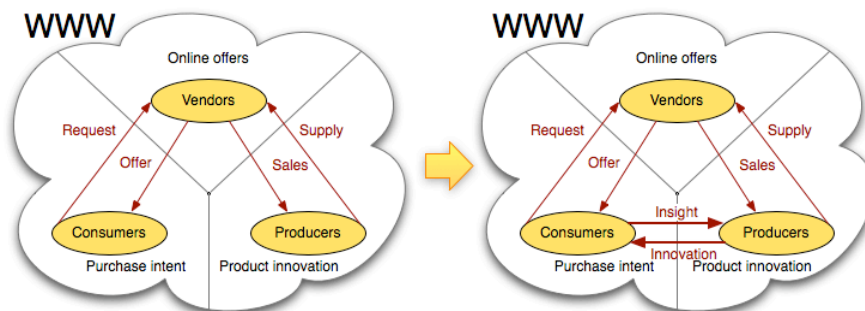 WWW
Online offers
Vendors
Request
Supply
Offer
Sales
Consumers
Producers
Purchase intent
Product innovation
WWW
Online offers
Vendors
Request
Supply
Offer
Sales
Insight
Consumers
Producers
Innovation
Purchase intent
Product innovation